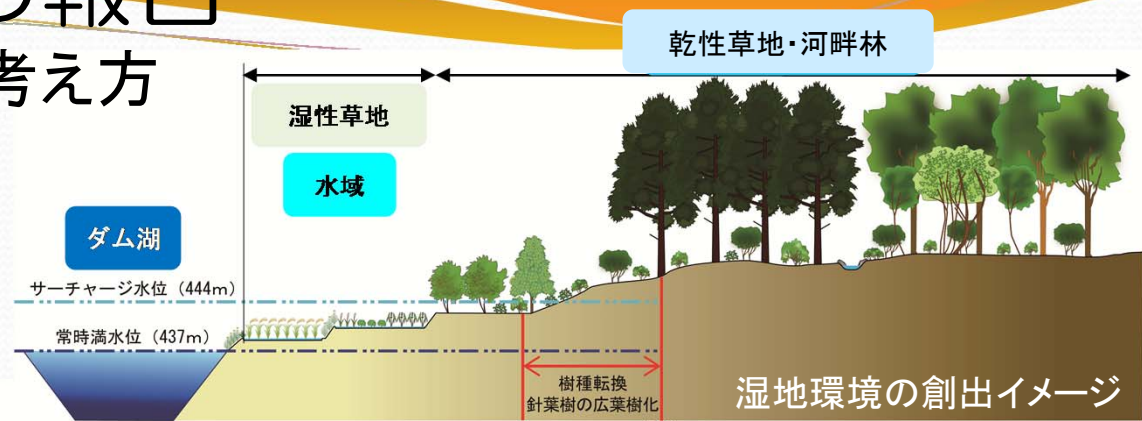 考え方
乾性草地・河畔林
湿性草地
水域
ダム湖
サーチャージ水位（444m）
常時満水位（437m）
樹種転換
針葉樹の広葉樹化
湿地環境の創出イメージ